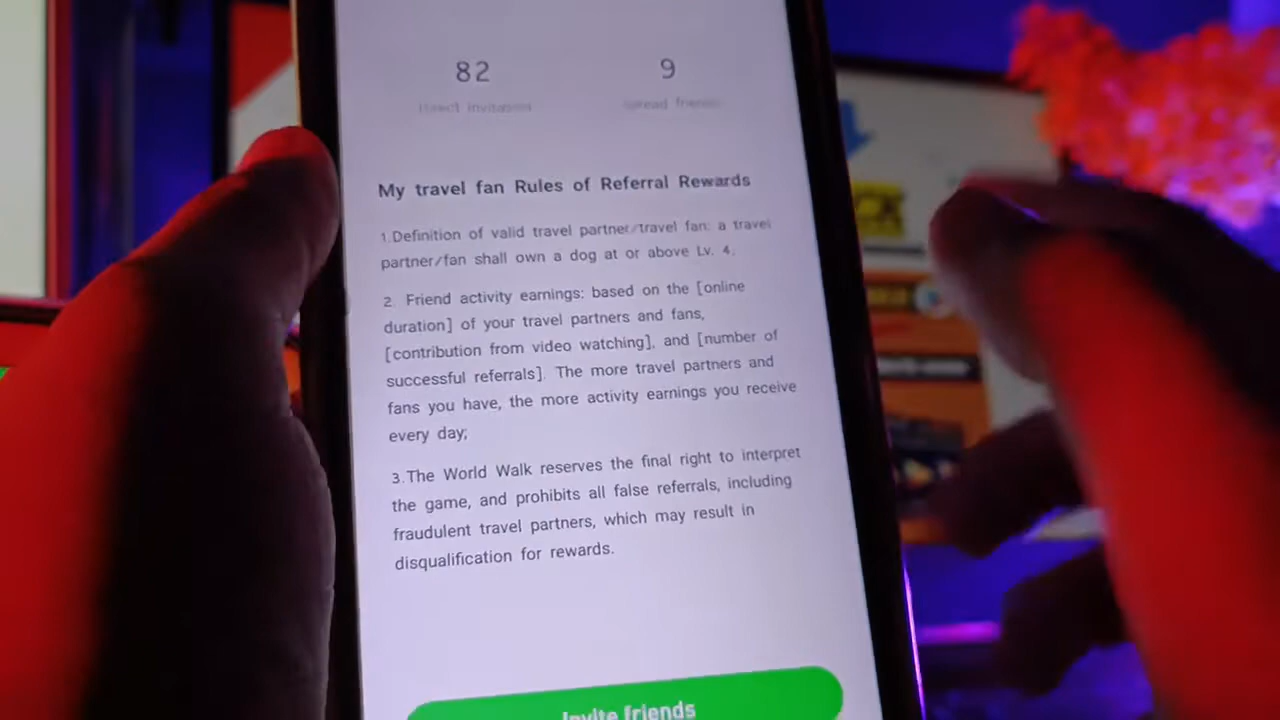 82
9
Direct invitation
Spread friends
My travel fan Rules of Referral Rewards
1.Definition of valid travel partner/travel fan: a travel
partner/fan shall own a dog at or above Lv. 4.
2. Friend activity earnings: based on the [online
duration] of your travel partners and fans,
[contribution from video watching], and [number of
successful referrals]. The more travel partners and
fans you have, the more activity earnings you receive
every day;
3.The World Walk reserves the final right to interpret
the game, and prohibits all false referrals, including
fraudulent travel partners, which may result in
disqualification for rewards.
Invite friends